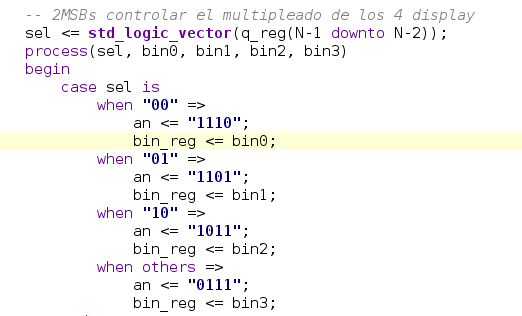 -- 2MSBs controlar el multipleado de los 4 display
sel <= std_logic_vector(q_reg(N-1 downto N-2));
process(sel, bin0, bin1, bin2, bin3)
begin
case sel is
when "00" =>
an <= "1110";
bin_reg <= bin0;
when "01" =>
an <= "1101";
bin_reg <= bin1;
when "10" =>
an <= "1011";
bin_reg <= bin2;
when others =>
an <= "0111";
bin_reg <= bin3;